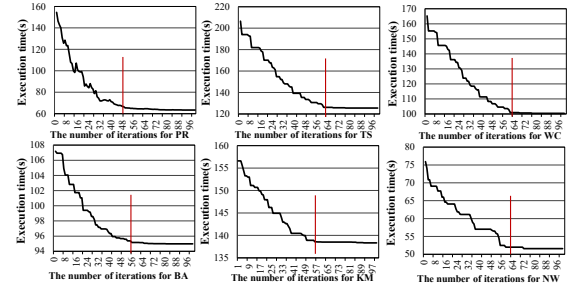 Execution time(s)
160
140
120
100
80
60
0 8 16 24 32 40 48 56 64 72 80 88 96
The number of iterations for PR
Execution time(s)
220
200
180
160
140
120
0 8 16 24 32 40 48 56 64 72 80 88 96
The number of iterations for TS
Execution time(s)
170
160
150
140
130
120
110
100
0 8 16 24 32 40 48 56 64 72 80 88 96
The number of iterations for WC
Execution time(s)
108
106
104
102
100
98
96
94
0 8 16 24 32 40 48 56 64 72 80 88 96
The number of iterations for BA
Execution time(s)
160
155
150
145
140
135
1 9 17 25 33 41 49 57 65 73 81 89 97
The number of iterations for KM
Execution time(s)
80
75
70
65
60
55
50
0 8 16 24 32 40 48 56 64 72 80 88 96
The number of iterations for NW